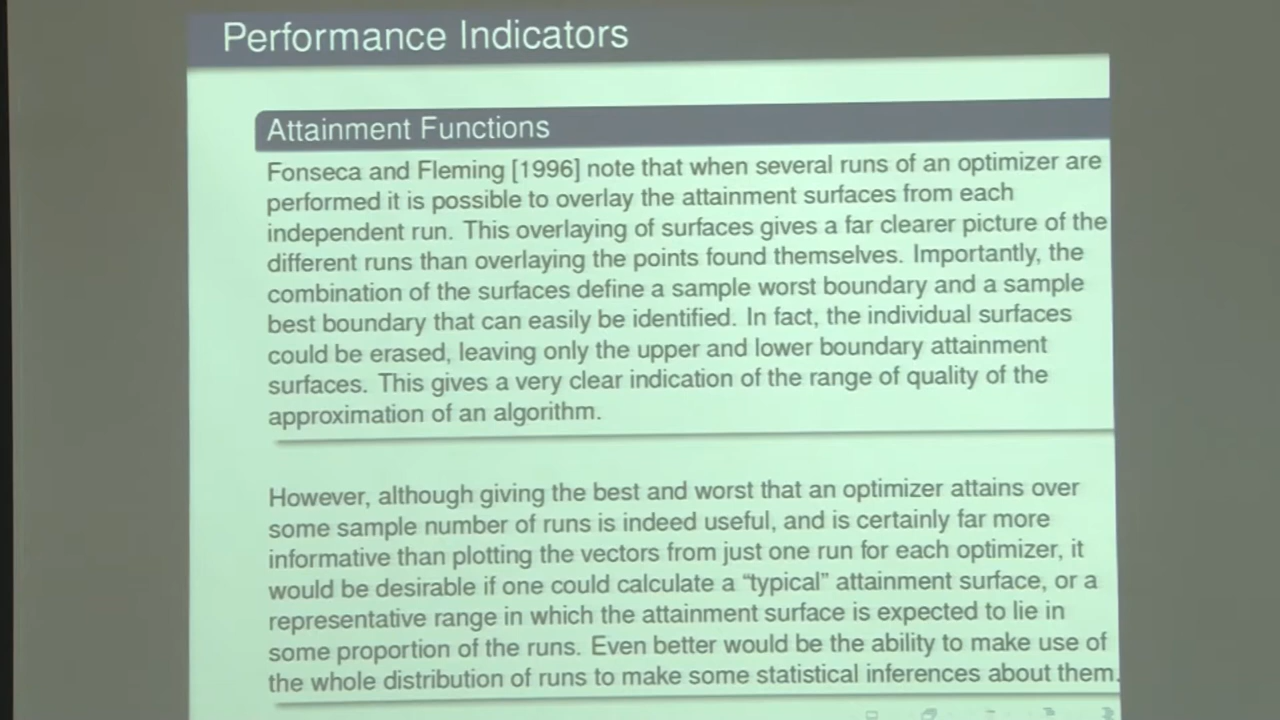 Performance Indicators
Attainment Functions
Fonseca and Fleming [1996] note that when several runs of an optimizer are
performed it is possible to overlay the attainment surfaces from each
independent run. This overlaying of surfaces gives a far clearer picture of the
different runs than overlaying the points found themselves. Importantly, the
combination of the surfaces define a sample worst boundary and a sample
best boundary that can easily be identified. In fact, the individual surfaces
could be erased, leaving only the upper and lower boundary attainment
surfaces. This gives a very clear indication of the range of quality of the
approximation of an algorithm.
However, although giving the best and worst that an optimizer attains over
some sample number of runs is indeed useful, and is certainly far more
informative than plotting the vectors from just one run for each optimizer, it
would be desirable if one could calculate a “typical” attainment surface, or a
representative range in which the attainment surface is expected to lie in
some proportion of the runs. Even better would be the ability to make use of
the whole distribution of runs to make some statistical inferences about them.